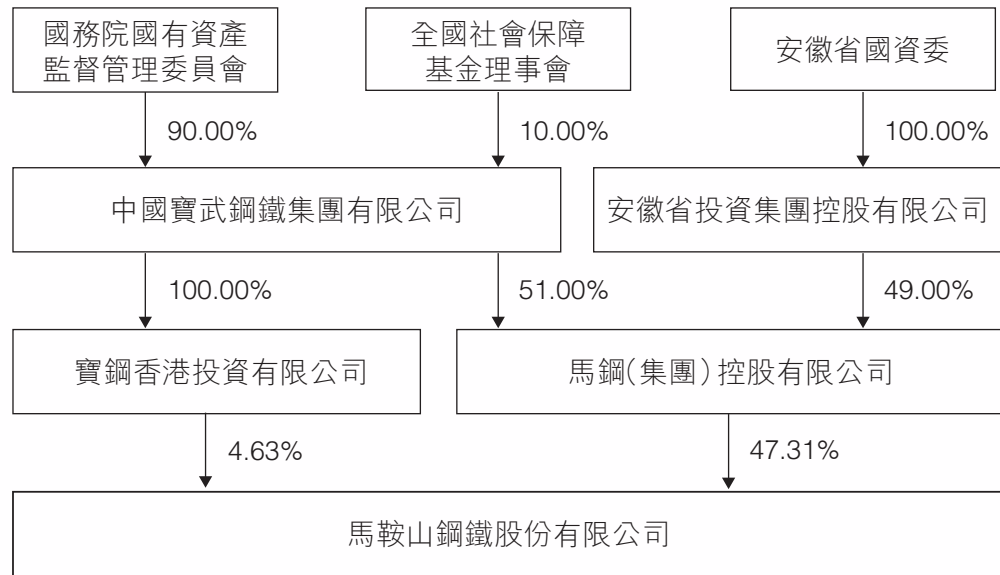 國務院國有資產
監督管理委員會
全國社會保障
基金理事會
安徽省國資委
90.00%
10.00%
100.00%
中國寶武鋼鐵集團有限公司
安徽省投資集團控股有限公司
100.00%
51.00%
49.00%
寶鋼香港投資有限公司
馬鋼(集團)控股有限公司
4.63%
47.31%
馬鞍山鋼鐵股份有限公司